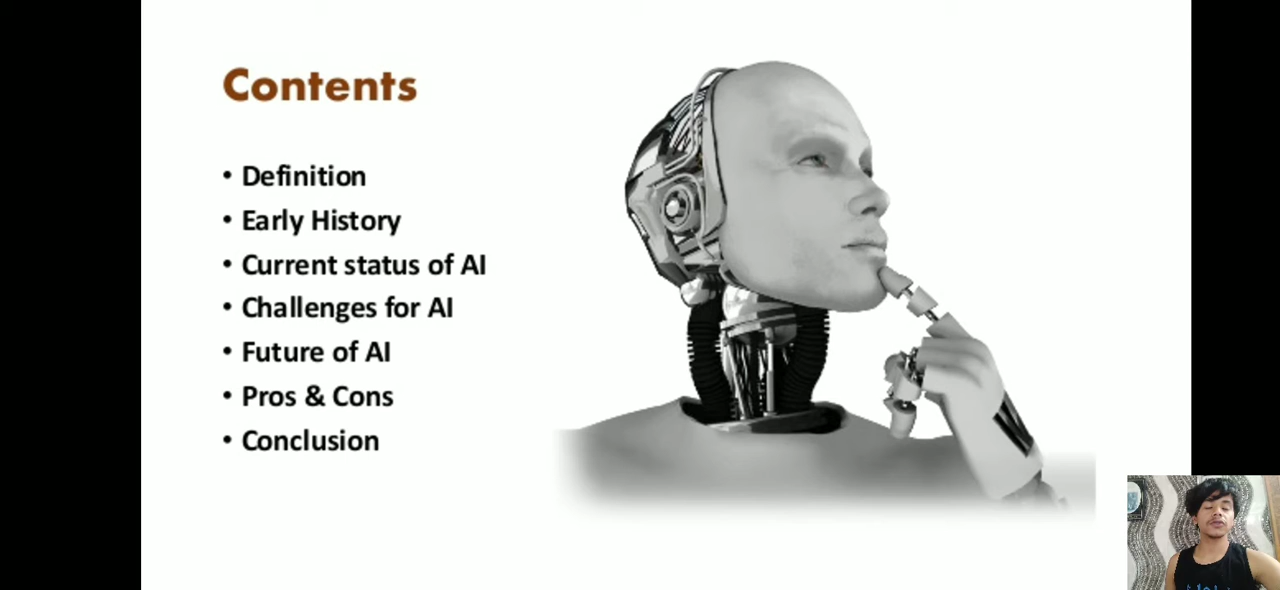 Contents
• Definition
• Early History
• Current status of AI
• Challenges for AI
• Future of AI
• Pros & Cons
• Conclusion